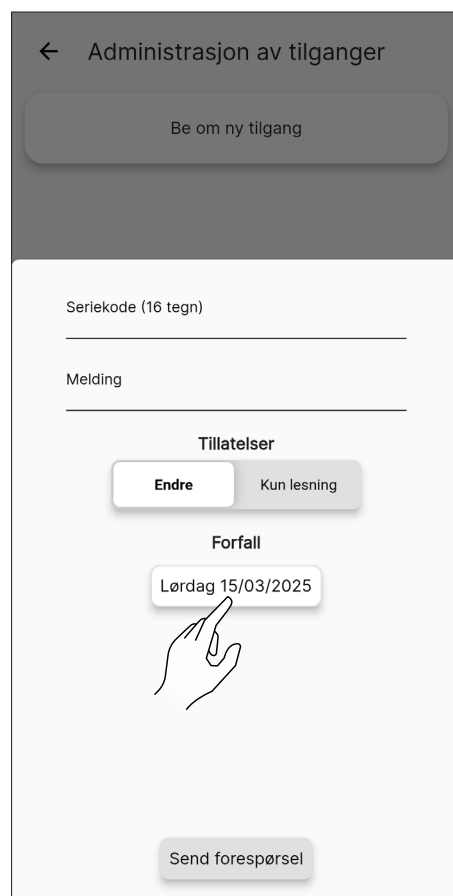 Administrasjon av tilganger
Be om ny tilgang
Seriekode (16 tegn)
Melding
Tillatelser
Endre Kun lesning
Forfall
Lørdag 15/03/2025
Send forespørsel